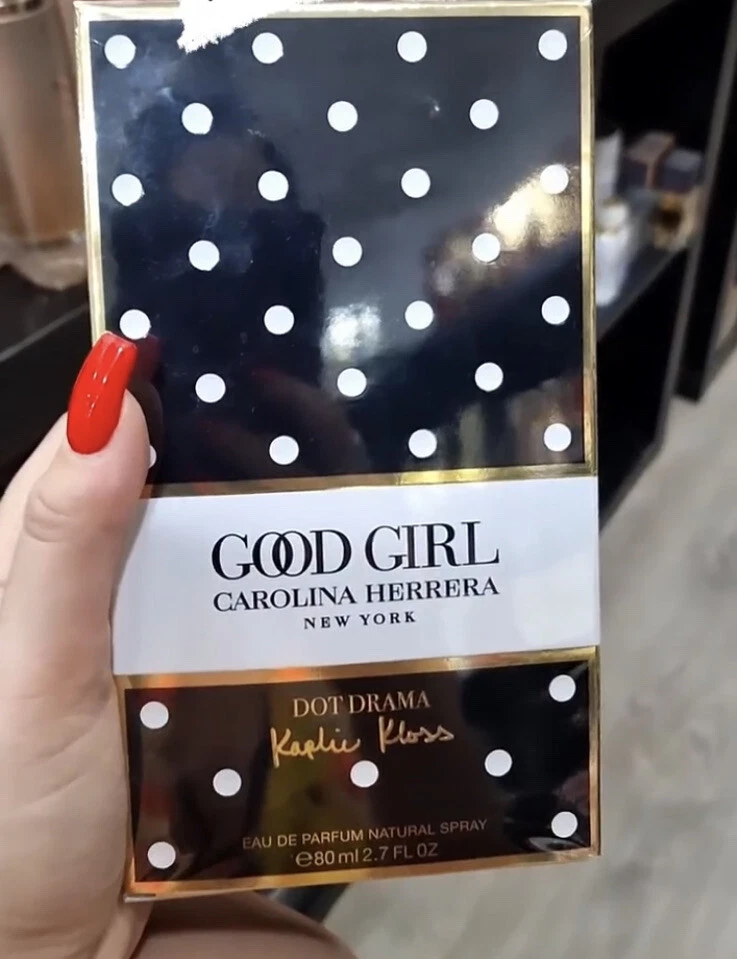 GOOD GIRL
CAROLINA HERRERA
NEW YORK
DOT DRAMA
Karlie Kloss
EAU DE PARFUM NATURAL SPRAY
℮80 ml 2.7 FL OZ